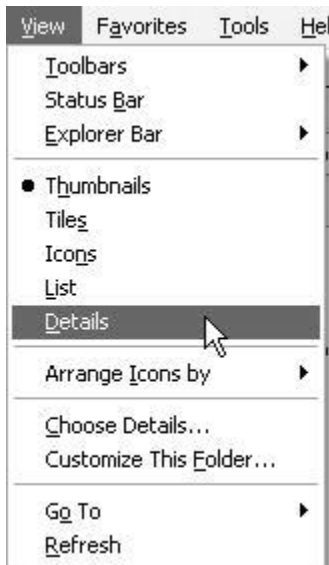 View Favorites Tools
Toolbars
Status Bar
Explorer Bar
Thumbnails
Tiles
Icons
List
Details
Arrange Icons by
Choose Details...
Customize This Folder...
Go To
Refresh